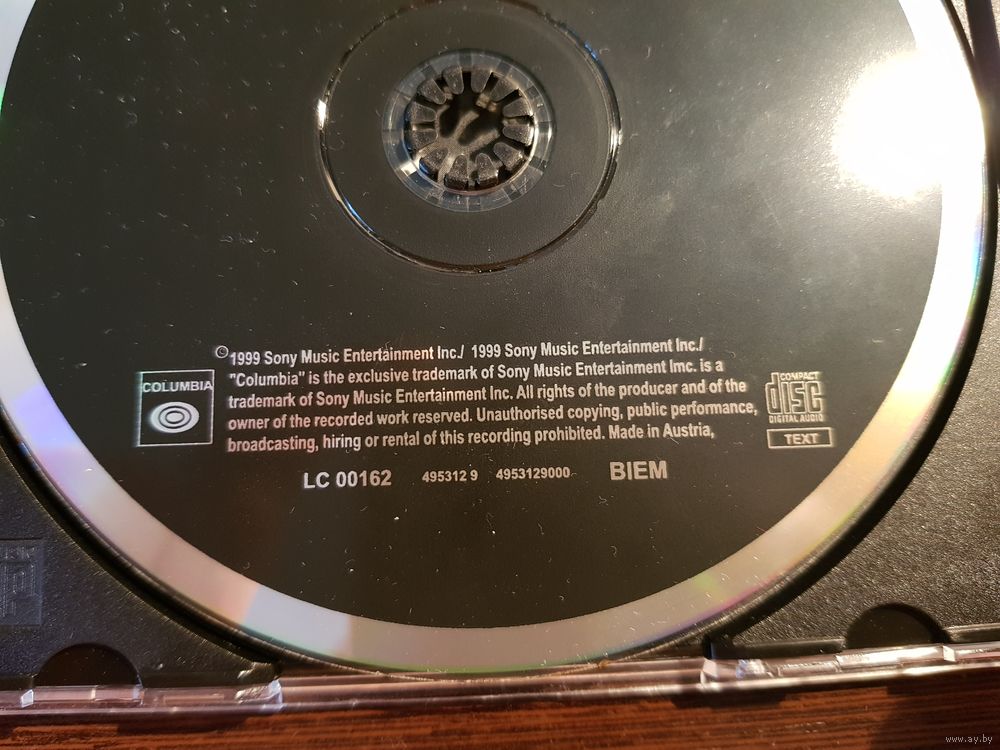 ©1999 Sony Music Entertainment Inc./ 1999 Sony Music Entertainment Inc./
"Columbia" is the exclusive trademark of Sony Music Entertainment Imc. is a
trademark of Sony Music Entertainment Inc. All rights of the producer and of the
owner of the recorded work reserved. Unauthorised copying, public performance,
broadcasting, hiring or rental of this recording prohibited. Made in Austria,
COLUMBIA
COMPACT
disc
DIGITAL AUDIO
TEXT
LC 00162 495312 9 4953129000 BIEM
www.ay.by